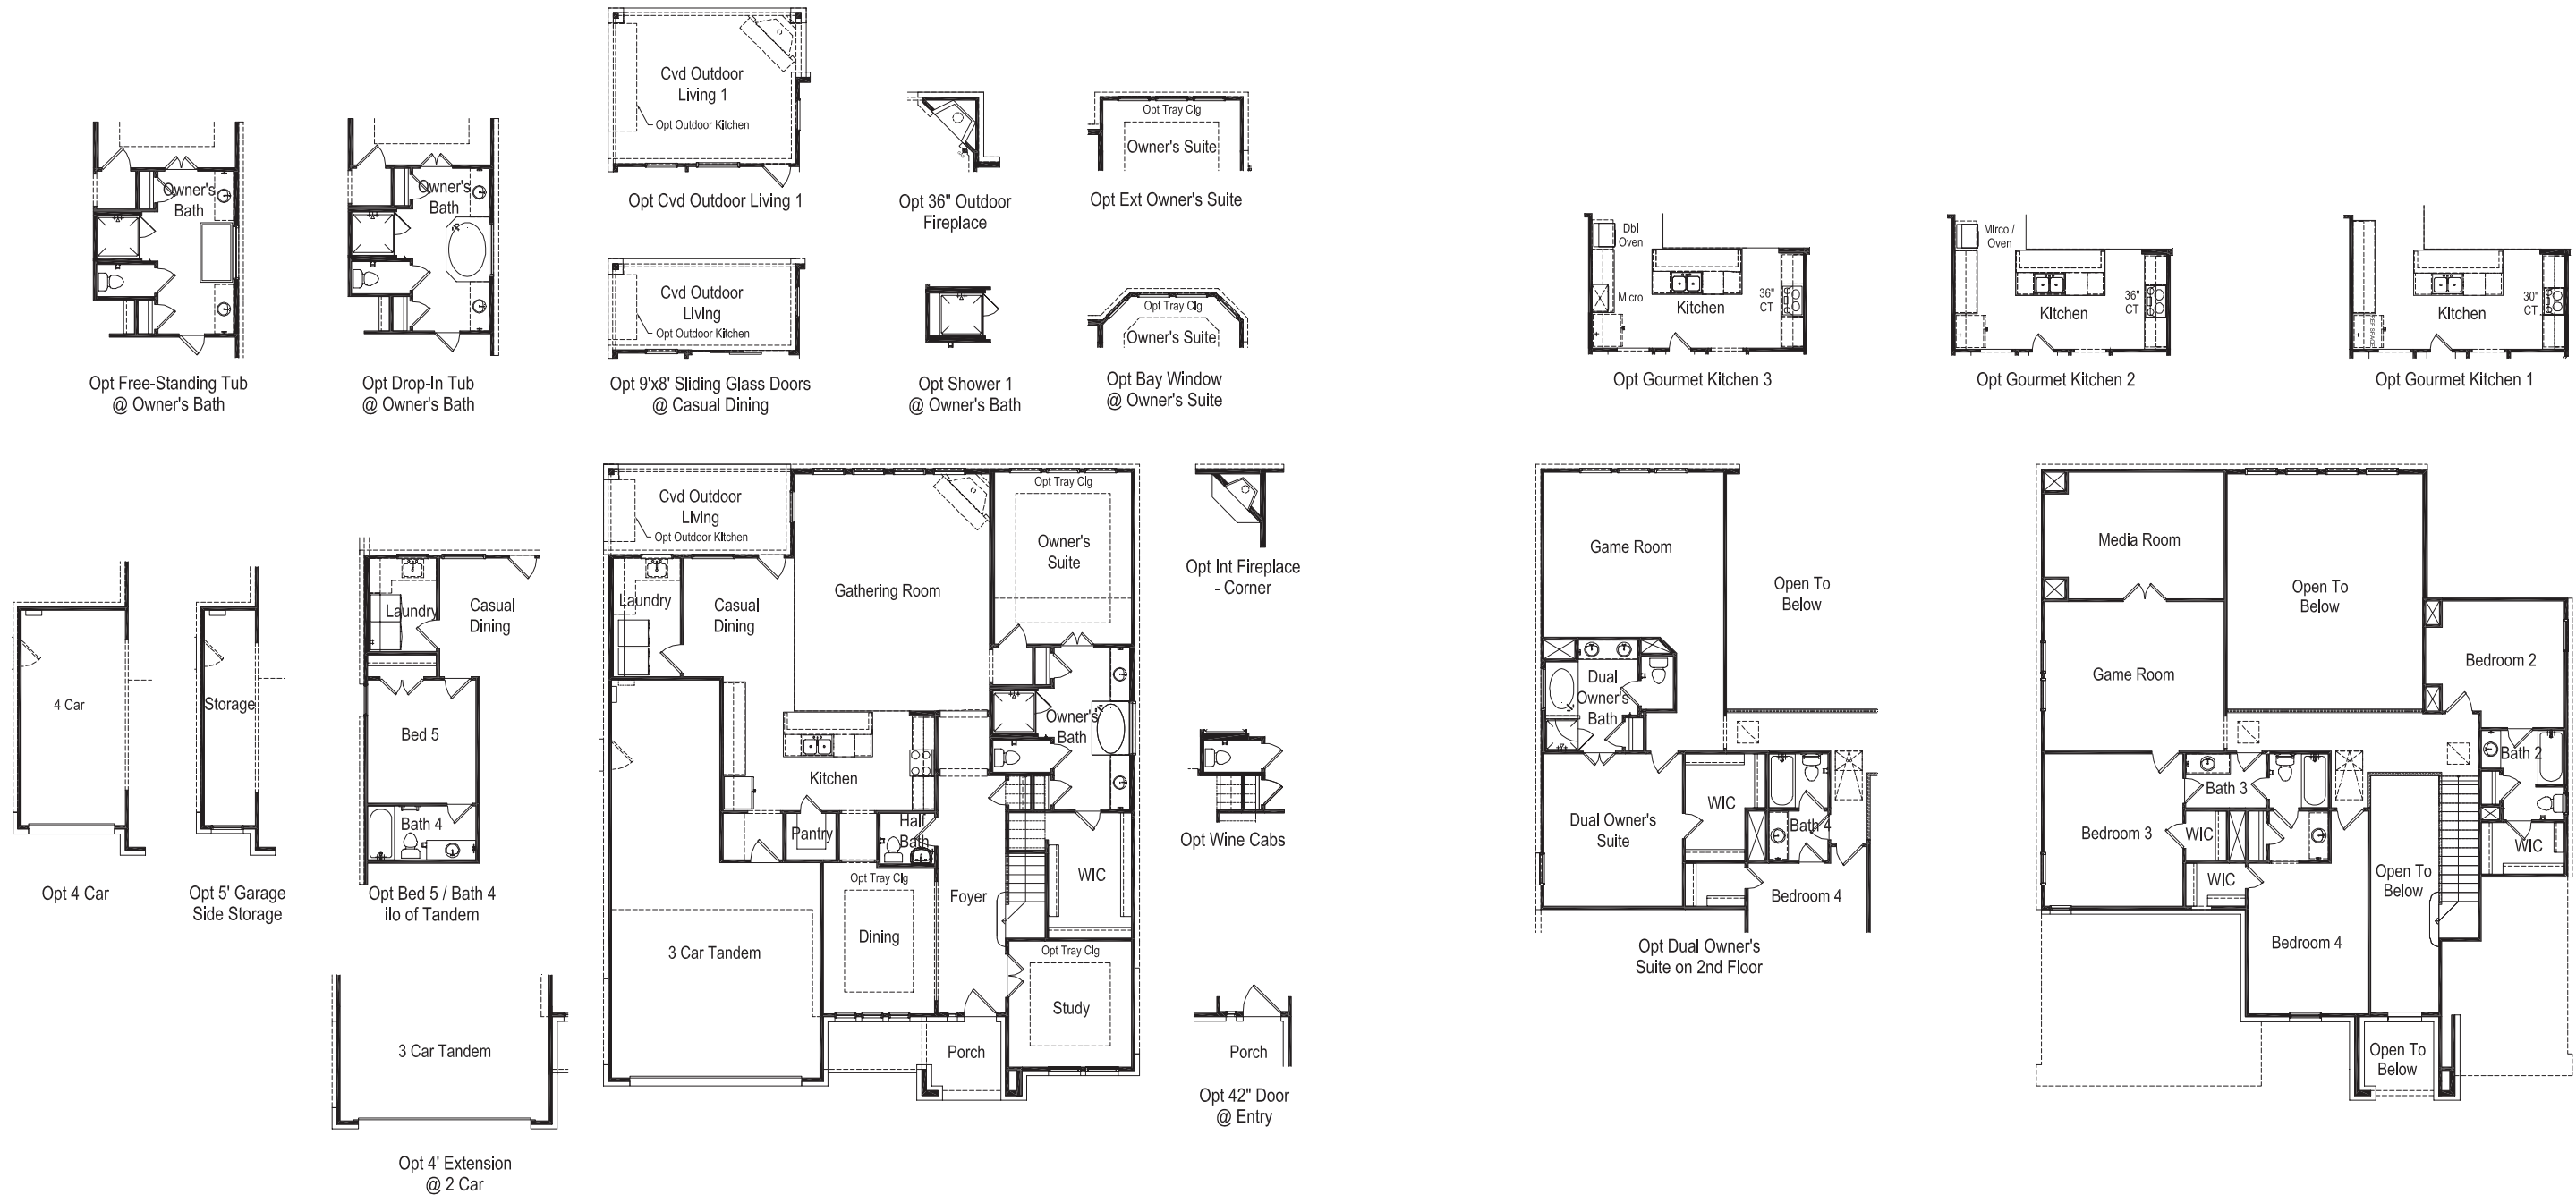 Owner's
Bath
Opt Free-Standing Tub
@ Owner's Bath
Owner's
Bath
Opt Drop-In Tub
@ Owner's Bath
Cvd Outdoor
Living 1
Opt Outdoor Kitchen
Opt Cvd Outdoor Living 1
Opt 36" Outdoor
Fireplace
Opt Tray Clg
Owner's Suite
Opt Ext Owner's Suite
Cvd Outdoor
Living
Opt Outdoor Kitchen
Opt 9'x8' Sliding Glass Doors
@ Casual Dining
Opt Shower 1
@ Owner's Bath
Opt Tray Clg
Owner's Suite
Opt Bay Window
@ Owner's Suite
Dbl
Oven
Micro
36"
CT
Kitchen
Opt Gourmet Kitchen 3
Mirco /
Oven
36"
CT
Kitchen
Opt Gourmet Kitchen 2
REF SPACE
30"
CT
Kitchen
Opt Gourmet Kitchen 1
4 Car
Opt 4 Car
Storage
Opt 5' Garage
Side Storage
Laundry
Casual
Dining
Bed 5
Bath 4
Opt Bed 5 / Bath 4
ilo of Tandem
3 Car Tandem
Opt 4' Extension
@ 2 Car
Cvd Outdoor
Living
Opt Outdoor Kitchen
Opt Tray Clg
Owner's
Suite
Gathering Room
Laundry
Casual
Dining
Owner's
Bath
Kitchen
Pantry
Half
Bath
Opt Tray Clg
Foyer
WIC
Dining
3 Car Tandem
Opt Tray Clg
Study
Porch
Opt Int Fireplace
- Corner
Opt Wine Cabs
Porch
Opt 42" Door
@ Entry
Game Room
Open To
Below
Dual
Owner's
Bath
WIC
Dual Owner's
Suite
Bath 4
Bedroom 4
Opt Dual Owner's
Suite on 2nd Floor
Media Room
Open To
Below
Game Room
Bedroom 2
Bath 2
Bath 3
Bedroom 3
WIC
WIC
WIC
Open To
Below
Bedroom 4
Open To
Below